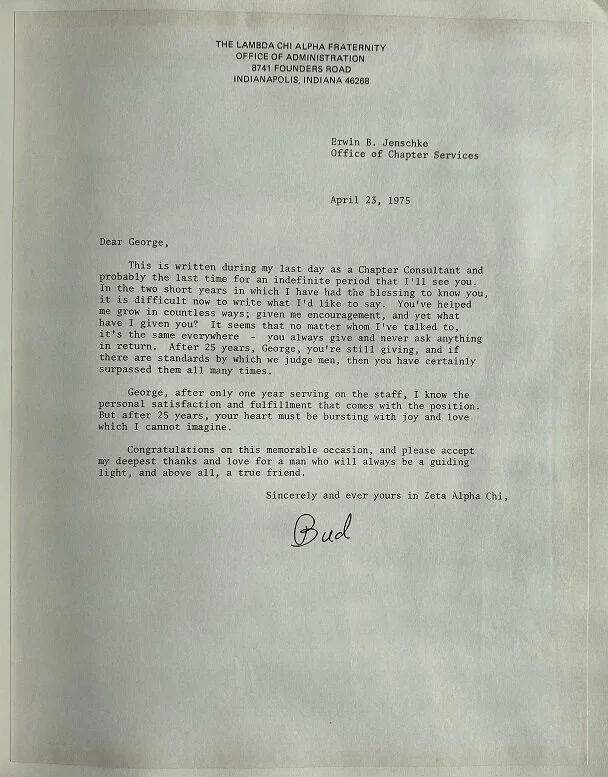 THE LAMBDA CHI ALPHA FRATERNITY
OFFICE OF ADMINISTRATION
8741 FOUNDERS ROAD
INDIANAPOLIS, INDIANA 46268
Erwin B. Jenschke
Office of Chapter Services
April 23, 1975
Dear George,
This is written during my last day as a Chapter Consultant and
probably the last time for an indefinite period that I'll see you.
In the two short years in which I have had the blessing to know you,
it is difficult now to write what I'd like to say. You've helped
me grow in countless ways; given me encouragement, and yet what
have I given you? It seems that no matter whom I've talked to,
it's the same everywhere - you always give and never ask anything
in return. After 25 years, George, you're still giving, and if
there are standards by which we judge men, then you have certainly
surpassed them all many times.
George, after only one year serving on the staff, I know the
personal satisfaction and fulfillment that comes with the position.
But after 25 years, your heart must be bursting with joy and love
which I cannot imagine.
Congratulations on this memorable occasion, and please accept
my deepest thanks and love for a man who will always be a guiding
light, and above all, a true friend.
Sincerely and ever yours in Zeta Alpha Chi,
Bud